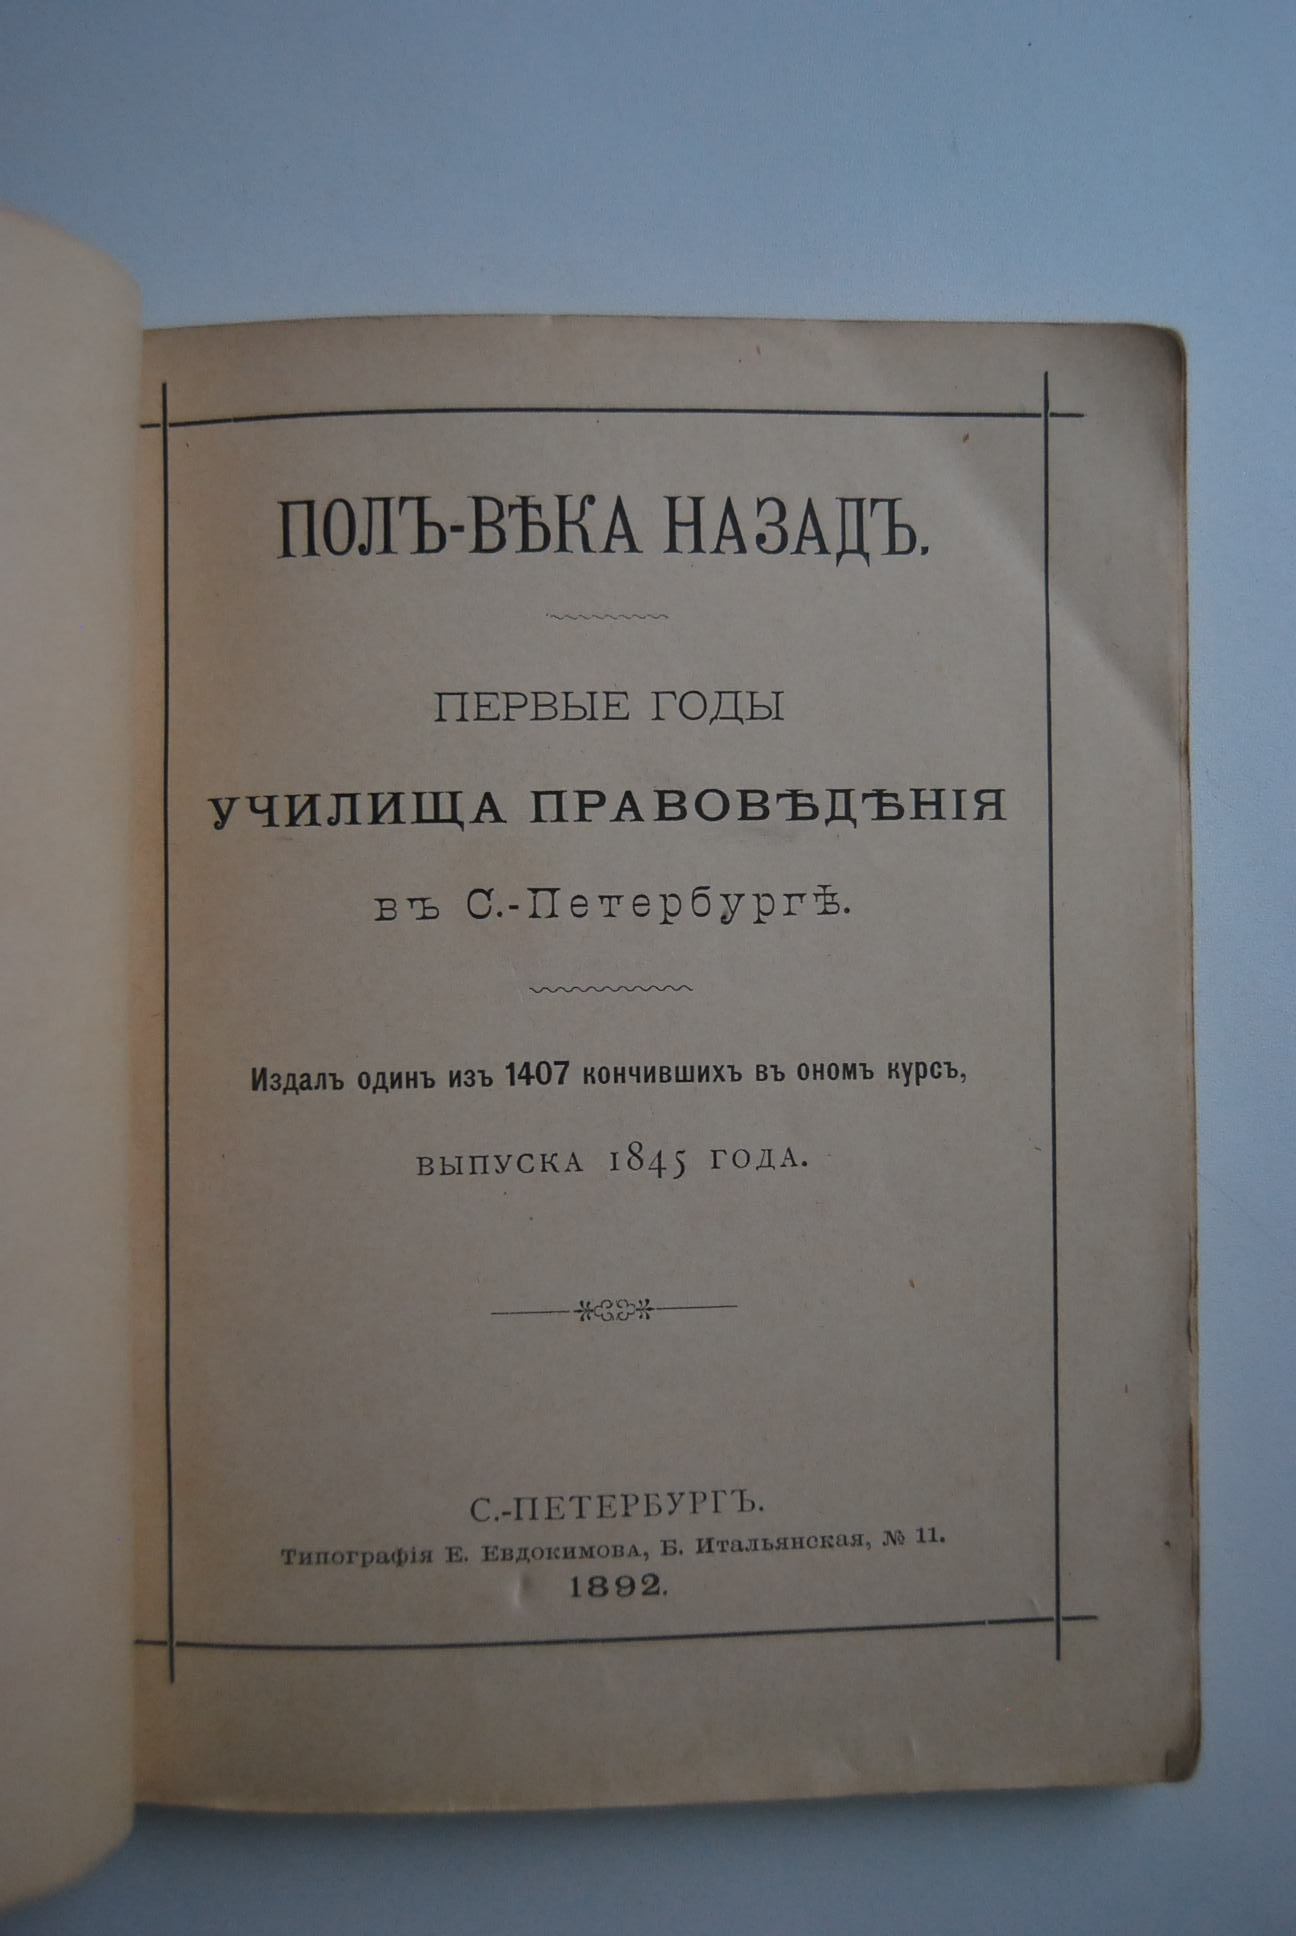 ПОЛЪ-ВѢКА НАЗАДЪ.
ПЕРВЫЕ ГОДЫ
УЧИЛИЩА ПРАВОВѢДѢНІЯ
въ С.-Петербургѣ.
Издалъ одинъ изъ 1407 кончившихъ въ ономъ курсъ,
ВЫПУСКА 1845 ГОДА.
С.-ПЕТЕРБУРГЪ.
Типографія Е. Евдокимова, Б. Итальянская, № 11.
1892.